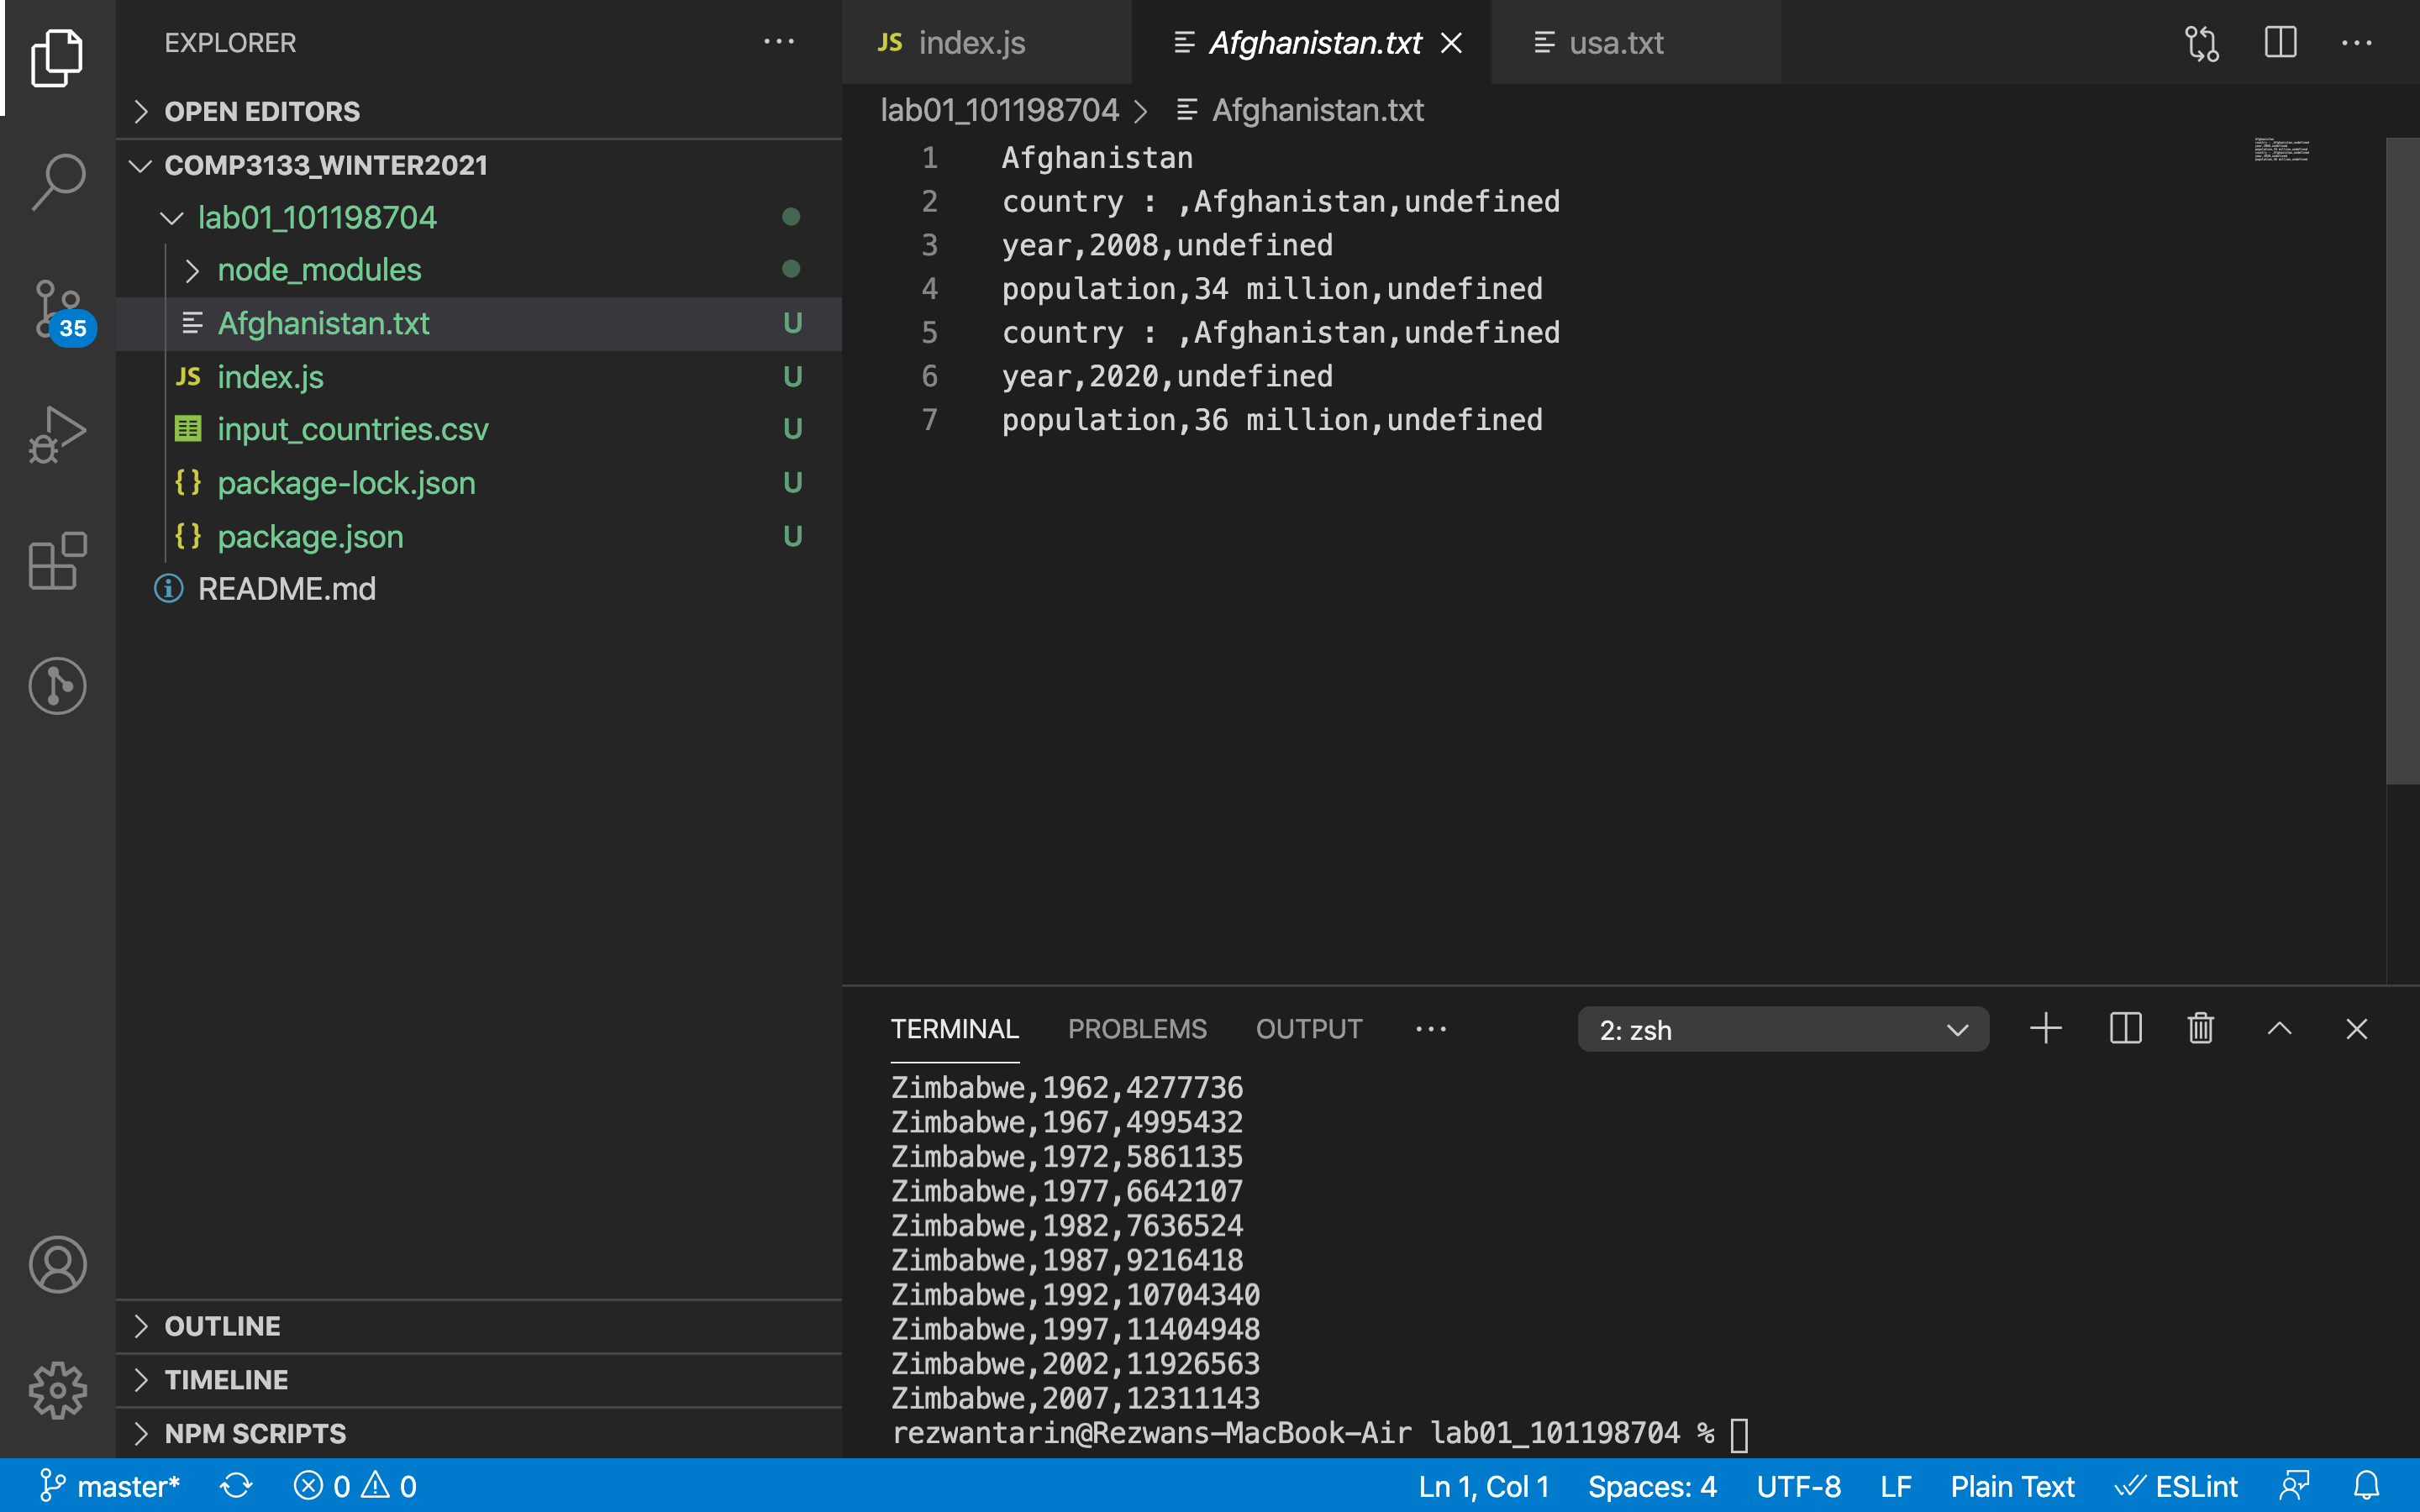 EXPLORER
OPEN EDITORS
COMP3133_WINTER2021
lab01_101198704
node_modules
Afghanistan.txt U
JS index.js U
input_countries.csv U
{} package-lock.json U
{} package.json U
README.md
35
OUTLINE
TIMELINE
NPM SCRIPTS
JS index.js
Afghanistan.txt
usa.txt
lab01_101198704 > Afghanistan.txt
1 Afghanistan
2 country : ,Afghanistan,undefined
3 year,2008,undefined
4 population,34 million,undefined
5 country : ,Afghanistan,undefined
6 year,2020,undefined
7 population,36 million,undefined
TERMINAL PROBLEMS OUTPUT 2: zsh
Zimbabwe,1962,4277736
Zimbabwe,1967,4995432
Zimbabwe,1972,5861135
Zimbabwe,1977,6642107
Zimbabwe,1982,7636524
Zimbabwe,1987,9216418
Zimbabwe,1992,10704340
Zimbabwe,1997,11404948
Zimbabwe,2002,11926563
Zimbabwe,2007,12311143
rezwantarin@Rezwans-MacBook-Air lab01_101198704 %
master* 0 0 Ln 1, Col 1 Spaces: 4 UTF-8 LF Plain Text ESLint